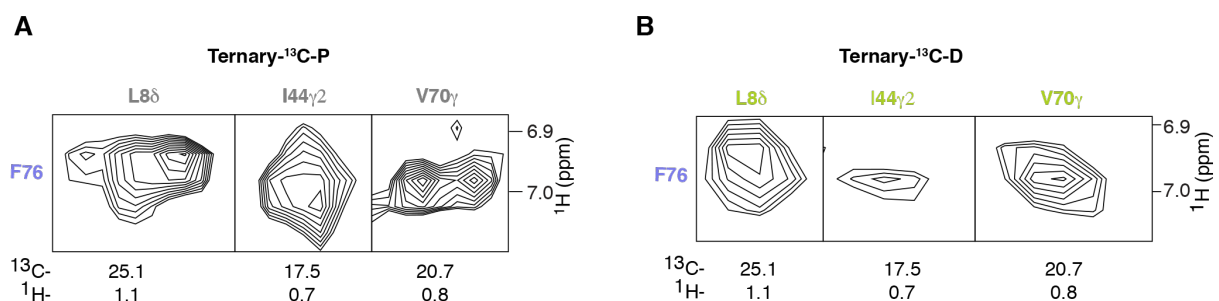 A
B
Ternary-¹³C-P
Ternary-¹³C-D
L8δ I44γ2 V70γ
L8δ I44γ2 V70γ
F76
6.9
7.0
¹H (ppm)
F76
6.9
7.0
¹H (ppm)
¹³C- 25.1 17.5 20.7
¹H- 1.1 0.7 0.8
¹³C- 25.1 17.5 20.7
¹H- 1.1 0.7 0.8